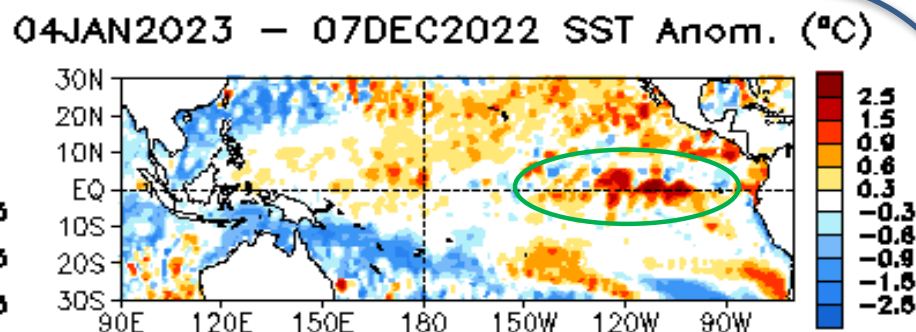 04JAN2023 – 07DEC2022 SST Anom. (ºC)
30N
20N
10N
EQ
10S
20S
30S
90E 120E 150E 180 150W 120W 90W
2.5
1.5
0.9
0.6
0.3
-0.3
-0.6
-0.9
-1.5
-2.5